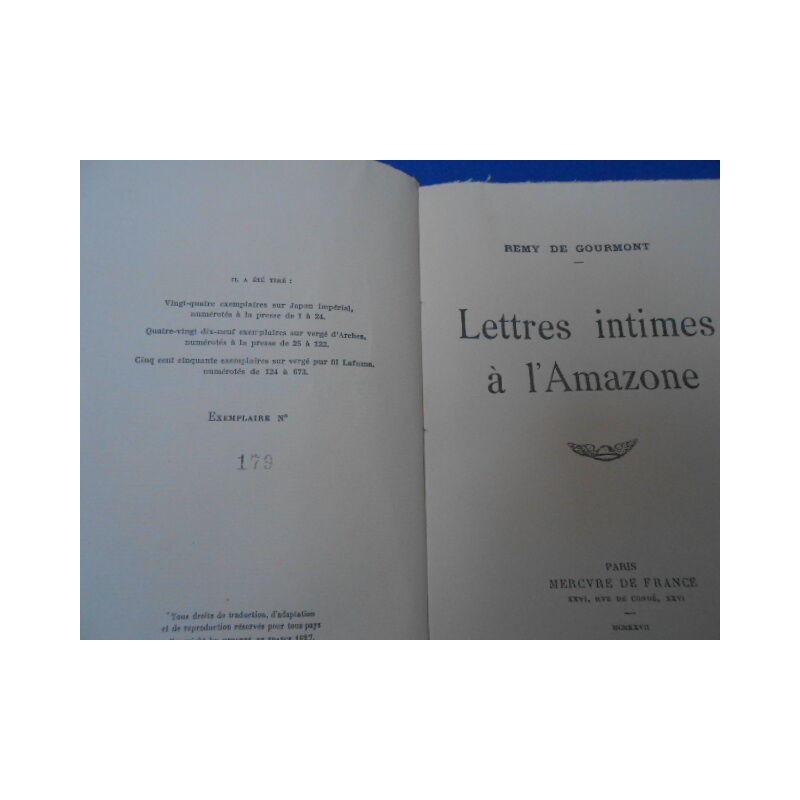 IL A ÉTÉ TIRÉ :
Vingt-quatre exemplaires sur Japon Impérial,
numérotés à la presse de 1 à 24.
Quatre-vingt dix-neuf exemplaires sur vergé d'Arches,
numérotés à la presse de 25 à 123.
Cinq cent cinquante exemplaires sur vergé pur fil Lafuma,
numérotés de 124 à 673.
EXEMPLAIRE N°
179
Tous droits de traduction, d'adaptation
et de reproduction réservés pour tous pays
DE FRANCE 1927.
REMY DE GOURMONT
Lettres intimes
à l'Amazone
PARIS
MERCVRE DE FRANCE
XXVI, RVE DE CONDÉ, XXVI
MCMXXVII